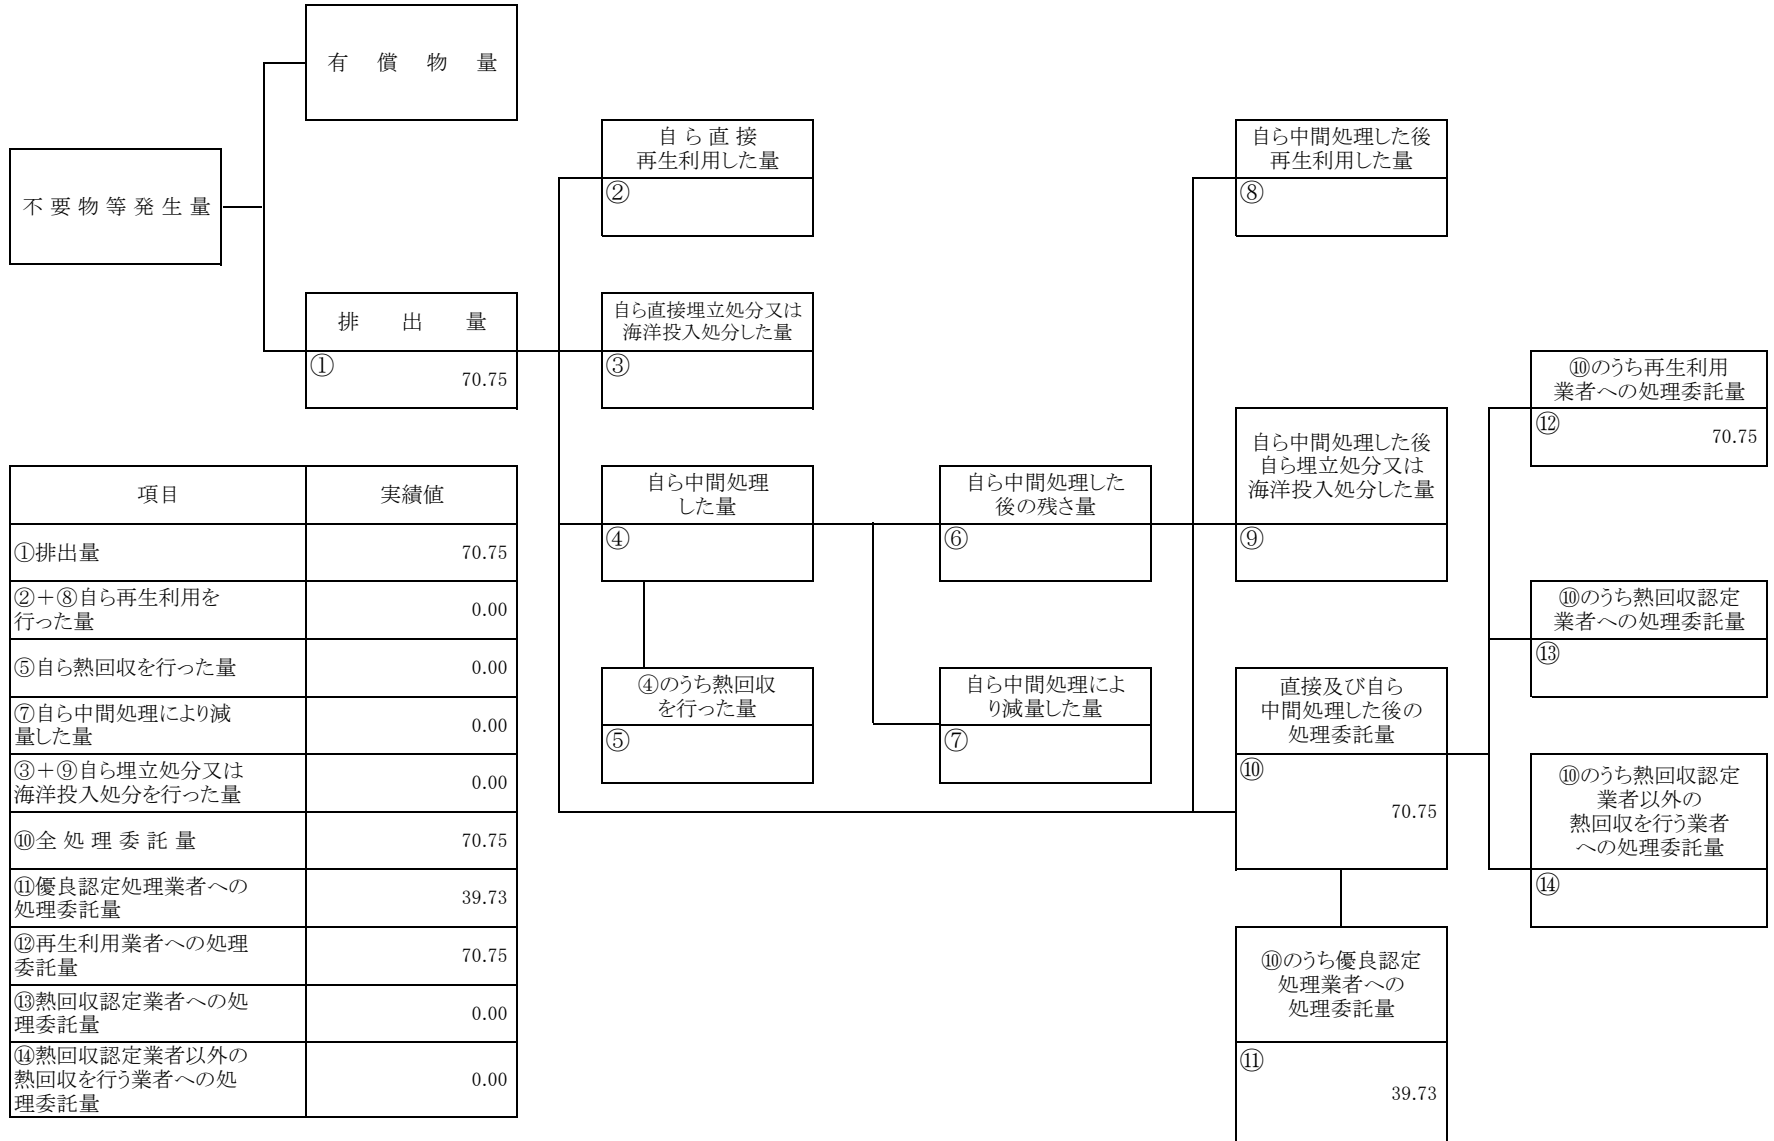 有 償 物 量
不 要 物 等 発 生 量
排 出 量
①
70.75
自 ら 直 接
再生利用した量
②
自ら直接埋立処分又は
海洋投入処分した量
③
自ら中間処理
した量
④
④のうち熱回収
を行った量
⑤
自ら中間処理した
後の残さ量
⑥
自ら中間処理によ
り減量した量
⑦
自ら中間処理した後
再生利用した量
⑧
自ら中間処理した後
自ら埋立処分又は
海洋投入処分した量
⑨
直接及び自ら
中間処理した後の
処理委託量
⑩
70.75
⑩のうち優良認定
処理業者への
処理委託量
⑪
39.73
⑩のうち再生利用
業者への処理委託量
⑫
70.75
⑩のうち熱回収認定
業者への処理委託量
⑬
⑩のうち熱回収認定
業者以外の
熱回収を行う業者
への処理委託量
⑭
項目 実績値
①排出量 70.75
②＋⑧自ら再生利用を
行った量
0.00
⑤自ら熱回収を行った量 0.00
⑦自ら中間処理により減
量した量
0.00
③＋⑨自ら埋立処分又は
海洋投入処分を行った量
0.00
⑩全 処 理 委 託 量 70.75
⑪優良認定処理業者への
処理委託量
39.73
⑫再生利用業者への処理
委託量
70.75
⑬熱回収認定業者への処
理委託量
0.00
⑭熱回収認定業者以外の
熱回収を行う業者への処
理委託量
0.00